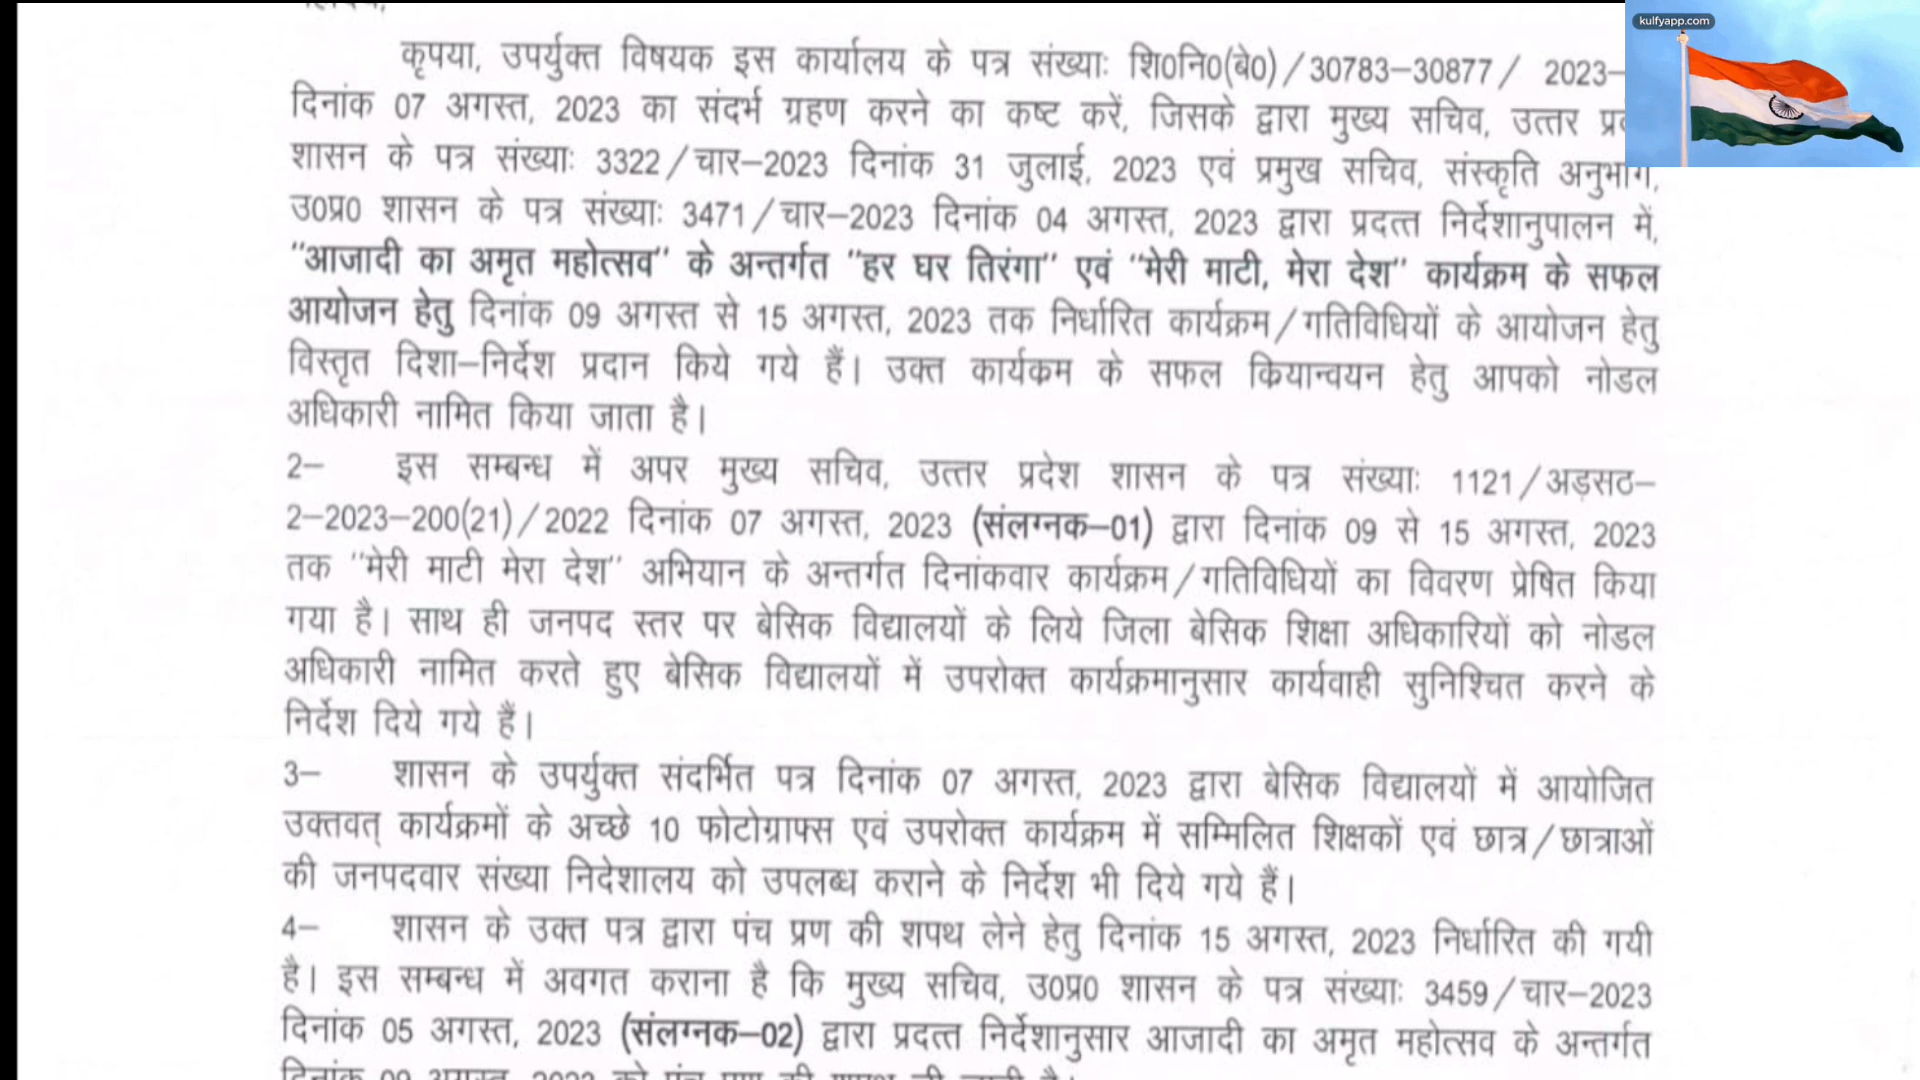 kulfyapp.com
कृपया, उपर्युक्त विषयक इस कार्यालय के पत्र संख्याः शि0नि0(बे0)/30783–30877/ 2023–
दिनांक 07 अगस्त, 2023 का संदर्भ ग्रहण करने का कष्ट करें, जिसके द्वारा मुख्य सचिव, उत्तर
शासन के पत्र संख्याः 3322/चार–2023 दिनांक 31 जुलाई, 2023 एवं प्रमुख सचिव, संस्कृति अनुभाग,
उ0प्र0 शासन के पत्र संख्याः 3471/चार–2023 दिनांक 04 अगस्त, 2023 द्वारा प्रदत्त निर्देशानुपालन में,
"आजादी का अमृत महोत्सव" के अन्तर्गत "हर घर तिरंगा" एवं "मेरी माटी, मेरा देश" कार्यक्रम के सफल
आयोजन हेतु दिनांक 09 अगस्त से 15 अगस्त, 2023 तक निर्धारित कार्यक्रम/गतिविधियों के आयोजन हेतु
विस्तृत दिशा–निर्देश प्रदान किये गये हैं। उक्त कार्यकम के सफल कियान्वयन हेतु आपको नोडल
अधिकारी नामित किया जाता है।
2– इस सम्बन्ध में अपर मुख्य सचिव, उत्तर प्रदेश शासन के पत्र संख्याः 1121/अड़सठ–
2–2023–200(21)/2022 दिनांक 07 अगस्त, 2023 (संलग्नक–01) द्वारा दिनांक 09 से 15 अगस्त, 2023
तक "मेरी माटी मेरा देश" अभियान के अन्तर्गत दिनांकवार कार्यक्रम/गतिविधियों का विवरण प्रेषित किया
गया है। साथ ही जनपद स्तर पर बेसिक विद्यालयों के लिये जिला बेसिक शिक्षा अधिकारियों को नोडल
अधिकारी नामित करते हुए बेसिक विद्यालयों में उपरोक्त कार्यक्रमानुसार कार्यवाही सुनिश्चित करने के
निर्देश दिये गये हैं।
3– शासन के उपर्युक्त संदर्भित पत्र दिनांक 07 अगस्त, 2023 द्वारा बेसिक विद्यालयों में आयोजित
उक्तवत् कार्यक्रमों के अच्छे 10 फोटोग्राफ्स एवं उपरोक्त कार्यक्रम में सम्मिलित शिक्षकों एवं छात्र/छात्राओं
की जनपदवार संख्या निदेशालय को उपलब्ध कराने के निर्देश भी दिये गये हैं।
4– शासन के उक्त पत्र द्वारा पंच प्रण की शपथ लेने हेतु दिनांक 15 अगस्त, 2023 निर्धारित की गयी
है। इस सम्बन्ध में अवगत कराना है कि मुख्य सचिव, उ0प्र0 शासन के पत्र संख्याः 3459/चार–2023
दिनांक 05 अगस्त, 2023 (संलग्नक–02) द्वारा प्रदत्त निर्देशानुसार आजादी का अमृत महोत्सव के अन्तर्गत